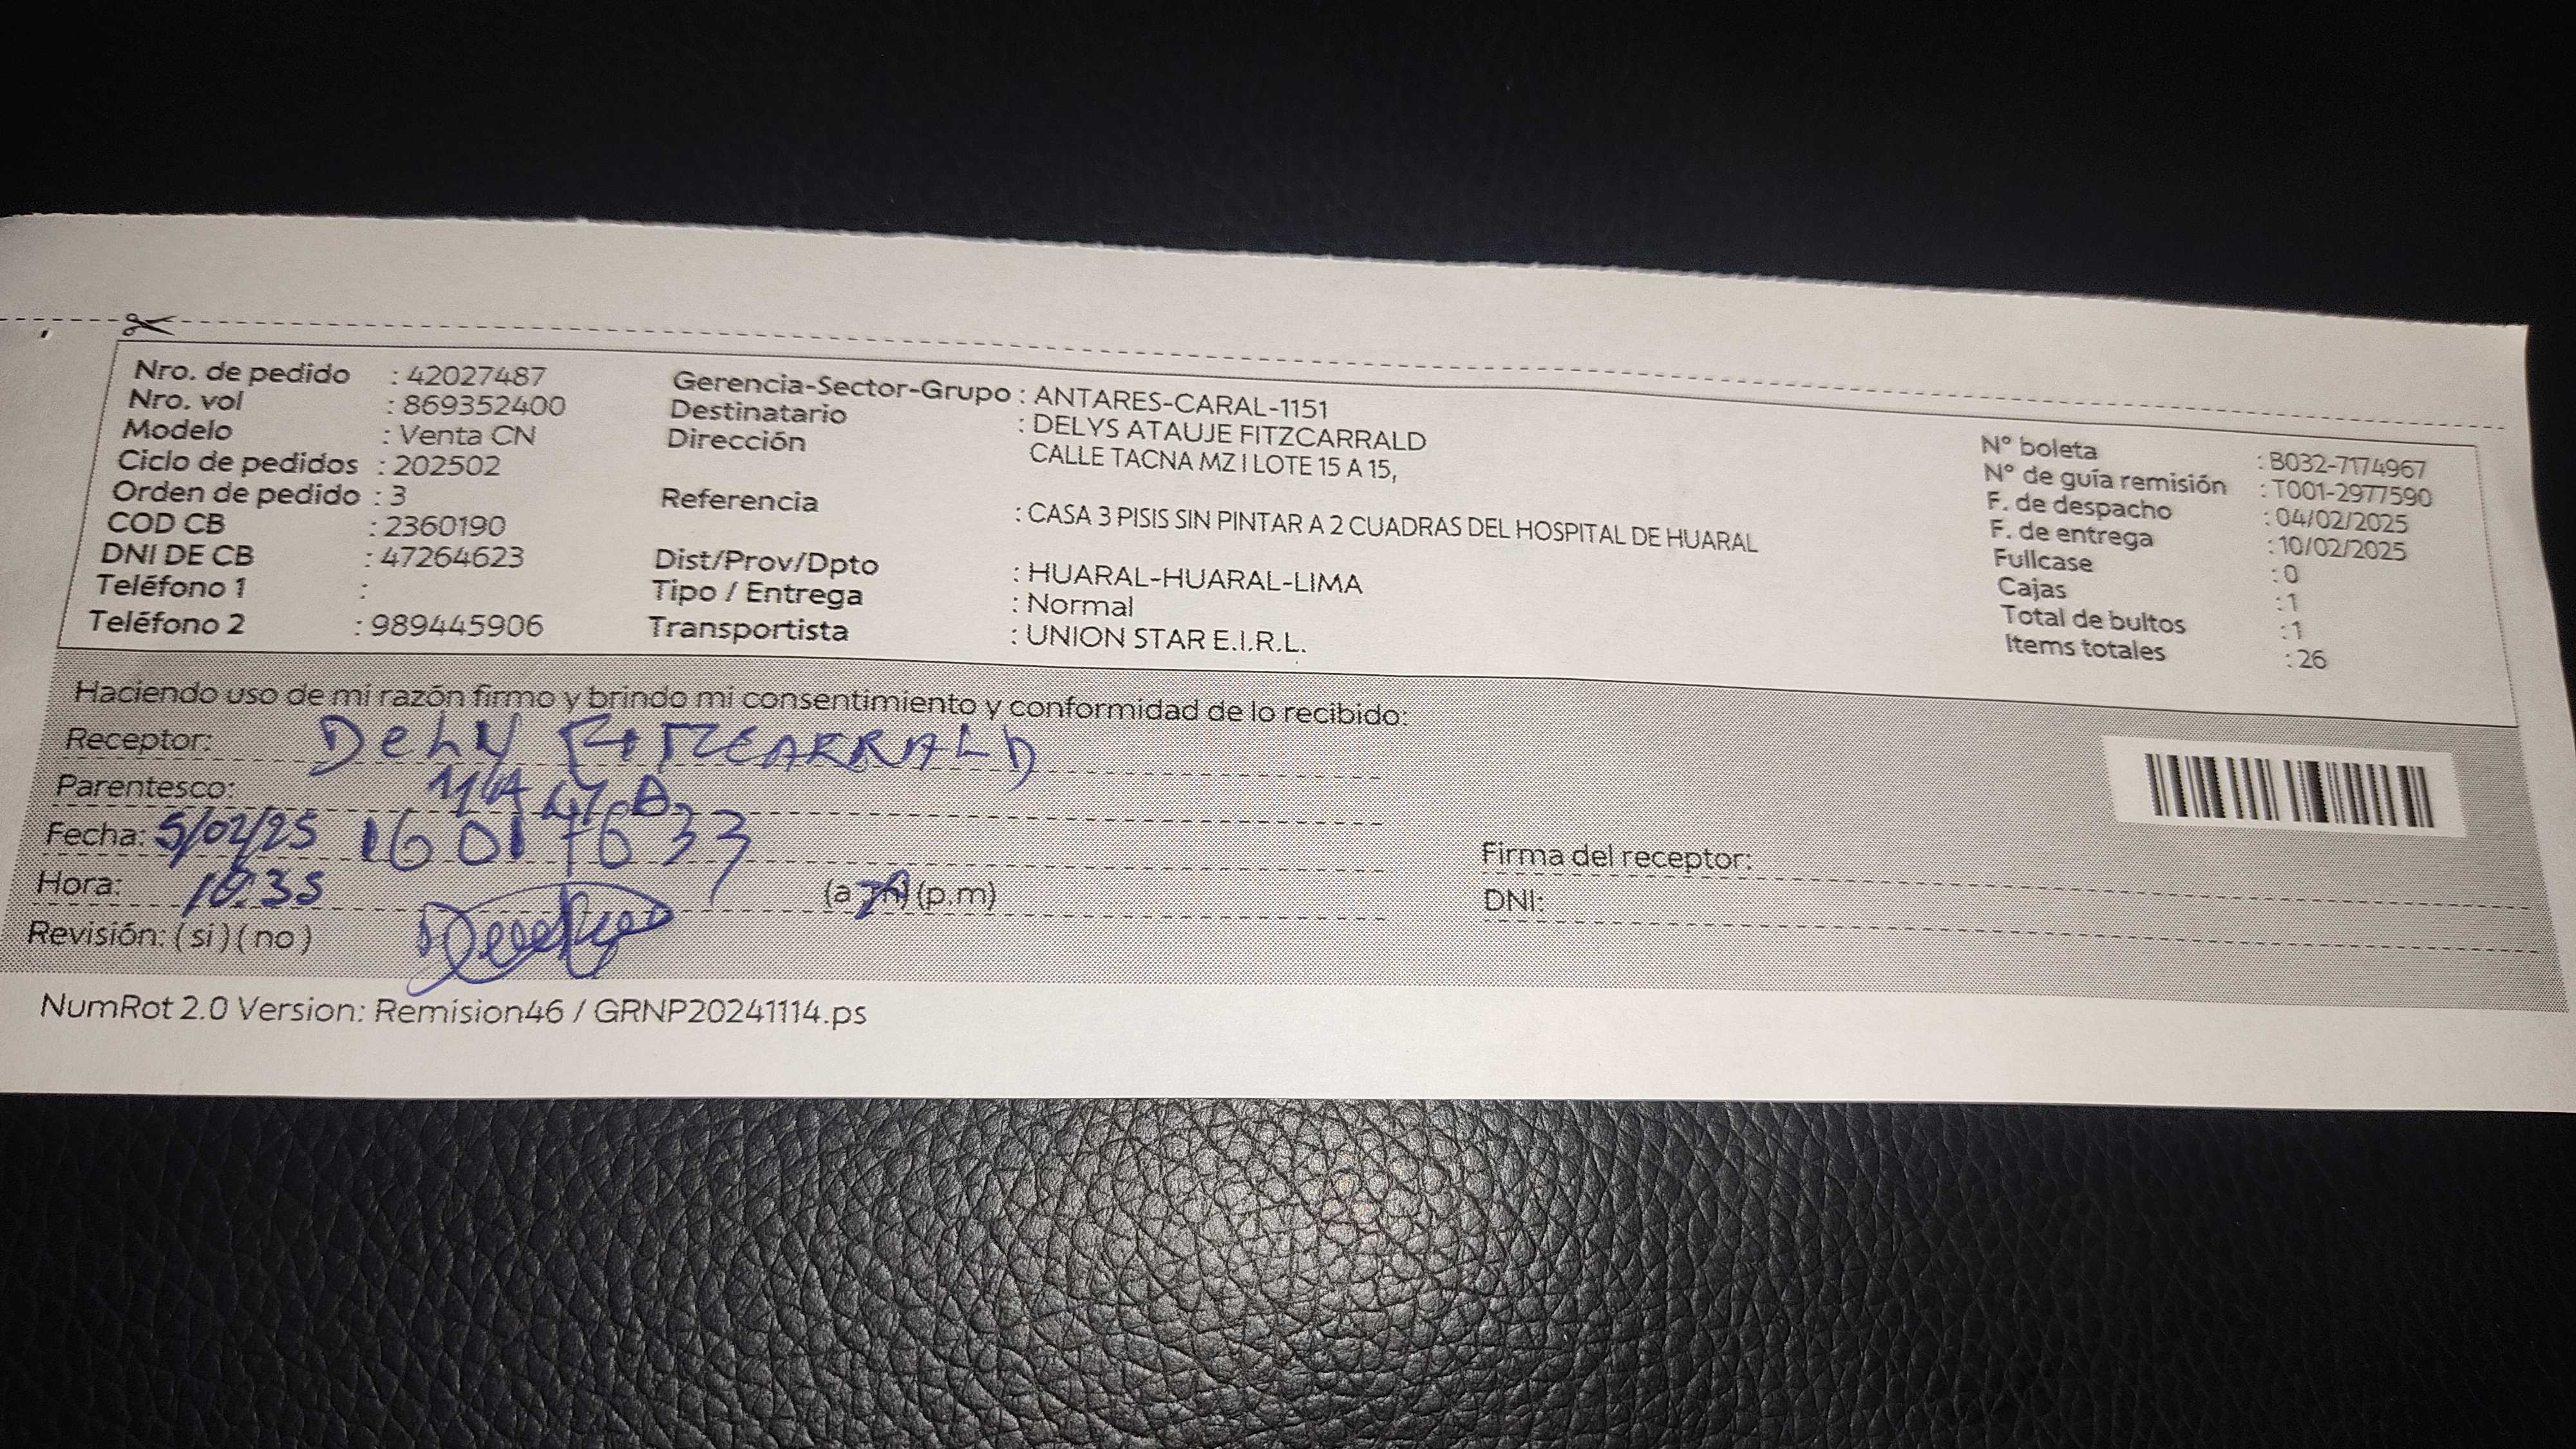 Nro. de pedido : 42027487
Nro. vol : 869352400
Modelo : Venta CN
Ciclo de pedidos : 202502
Orden de pedido : 3
COD CB : 2360190
DNI DE CB : 47264623
Teléfono 1 :
Teléfono 2 : 989445906
Gerencia-Sector-Grupo : ANTARES-CARAL-1151
Destinatario : DELYS ATAUJE FITZCARRALD
Dirección CALLE TACNA MZ I LOTE 15 A 15,
Referencia : CASA 3 PISIS SIN PINTAR A 2 CUADRAS DEL HOSPITAL DE HUARAL
Dist/Prov/Dpto : HUARAL-HUARAL-LIMA
Tipo / Entrega : Normal
Transportista : UNION STAR E.I.R.L.
N° boleta : B032-7174967
N° de guía remisión : T001-2977590
F. de despacho : 04/02/2025
F. de entrega : 10/02/2025
Fullcase : 0
Cajas : 1
Total de bultos : 1
Items totales : 26
Haciendo uso de mi razón firmo y brindo mi consentimiento y conformidad de lo recibido:
Receptor: FITZCARRALD
Parentesco:
Fecha: 5/02/25 16017633
Hora: 10:35 (a.m) (p.m)
Revisión: (si) (no)
Firma del receptor:
DNI:
NumRot 2.0 Version: Remision46 / GRNP20241114.ps